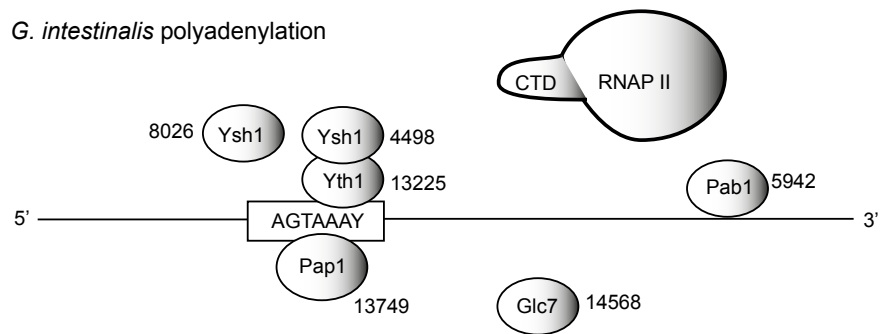 G. intestinalis polyadenylation
CTD RNAP II
8026 Ysh1 Ysh1 4498
Yth1 13225
Pab1 5942
5’ AGTAAAY 3’
Pap1
13749
Glc7 14568